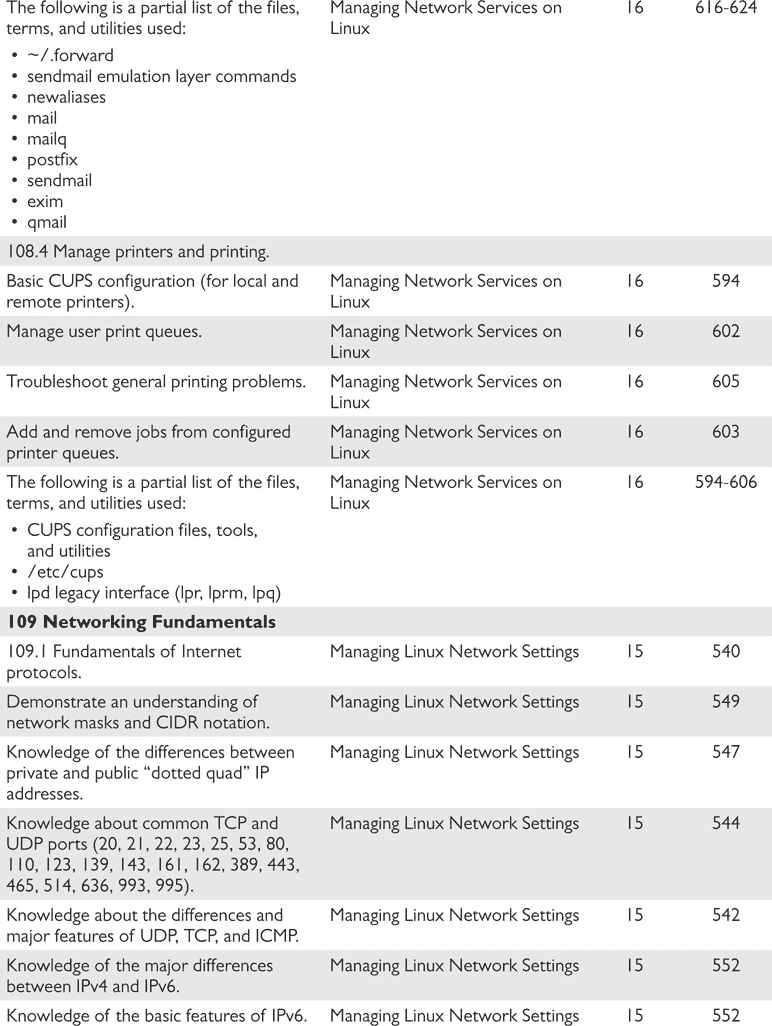 The following is a partial list of the files, Managing Network Services on 16 616-624
terms, and utilities used: Linux
• ~/.forward
• sendmail emulation layer commands
• newaliases
• mail
• mailq
• postfix
• sendmail
• exim
• qmail
108.4 Manage printers and printing.
Basic CUPS configuration (for local and Managing Network Services on 16 594
remote printers). Linux
Manage user print queues. Managing Network Services on 16 602
Linux
Troubleshoot general printing problems. Managing Network Services on 16 605
Linux
Add and remove jobs from configured Managing Network Services on 16 603
printer queues. Linux
The following is a partial list of the files, Managing Network Services on 16 594-606
terms, and utilities used: Linux
• CUPS configuration files, tools,
and utilities
• /etc/cups
• lpd legacy interface (lpr, lprm, lpq)
109 Networking Fundamentals
109.1 Fundamentals of Internet Managing Linux Network Settings 15 540
protocols.
Demonstrate an understanding of Managing Linux Network Settings 15 549
network masks and CIDR notation.
Knowledge of the differences between Managing Linux Network Settings 15 547
private and public “dotted quad” IP
addresses.
Knowledge about common TCP and Managing Linux Network Settings 15 544
UDP ports (20, 21, 22, 23, 25, 53, 80,
110, 123, 139, 143, 161, 162, 389, 443,
465, 514, 636, 993, 995).
Knowledge about the differences and Managing Linux Network Settings 15 542
major features of UDP, TCP, and ICMP.
Knowledge of the major differences Managing Linux Network Settings 15 552
between IPv4 and IPv6.
Knowledge of the basic features of IPv6. Managing Linux Network Settings 15 552